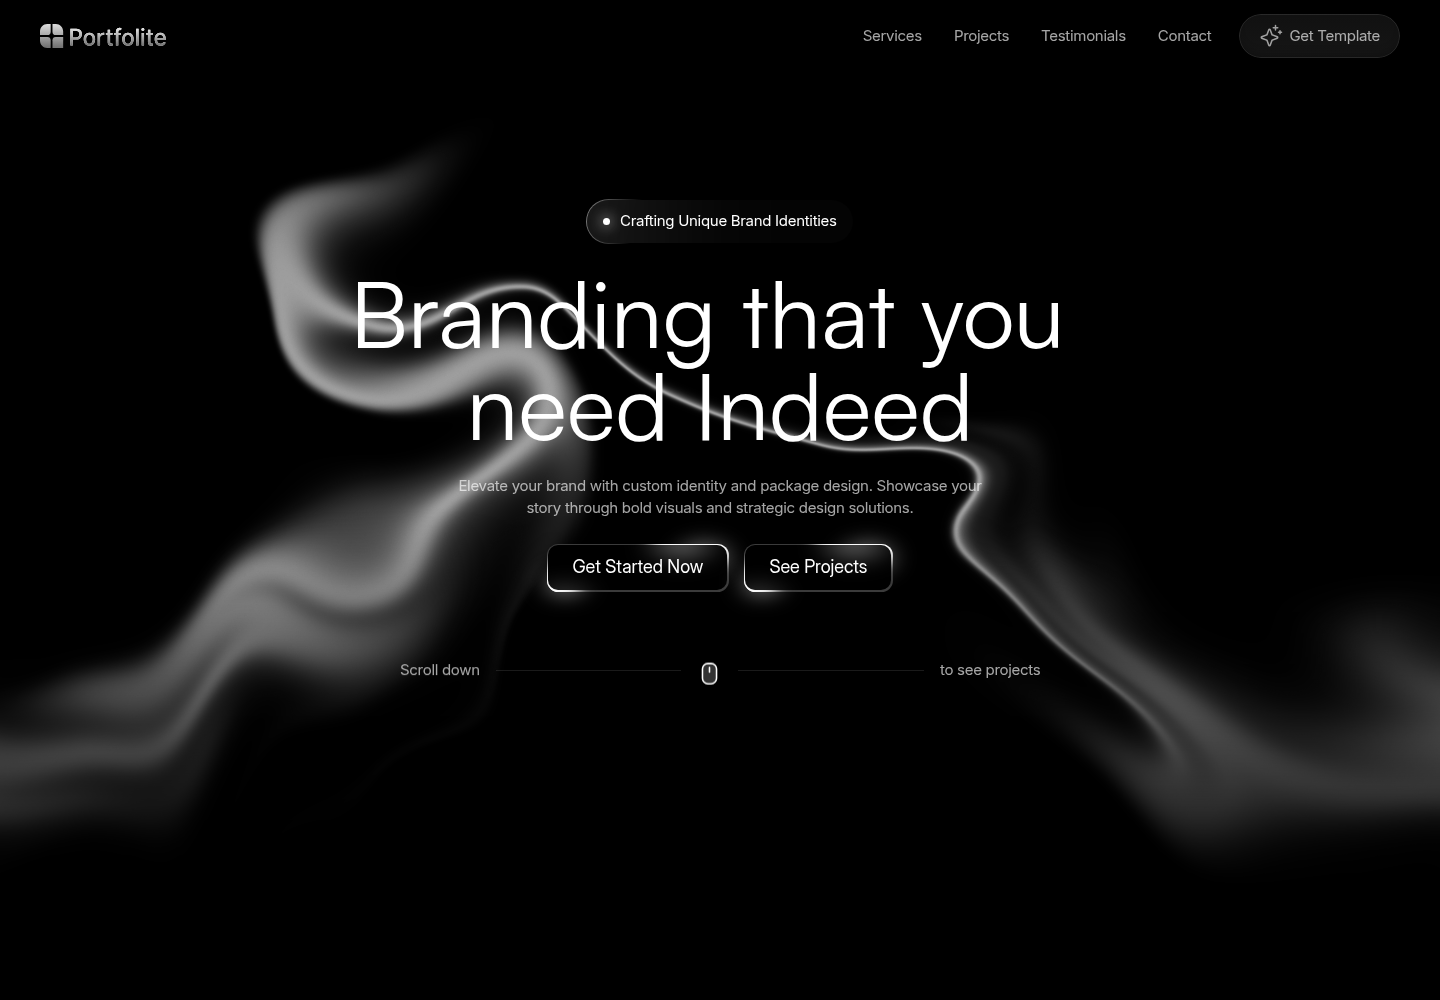 Portfolite
Services
Projects
Testimonials
Contact
Get Template
Crafting Unique Brand Identities
Branding that you
need Indeed
Elevate your brand with custom identity and package design. Showcase your
story through bold visuals and strategic design solutions.
Get Started Now
See Projects
Scroll down
to see projects